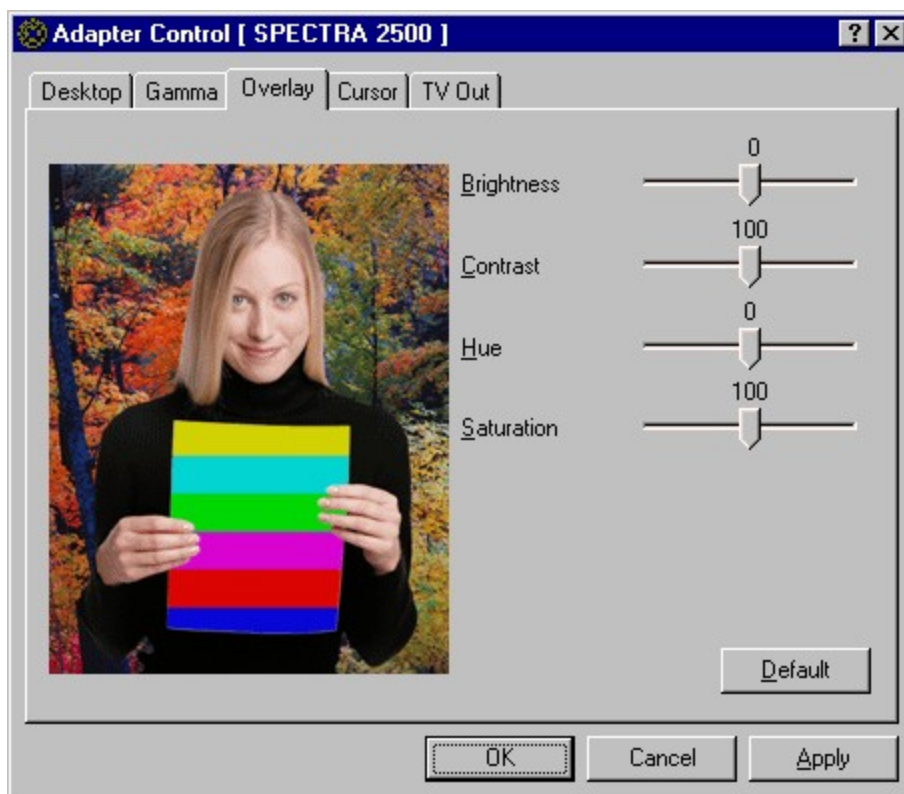 Adapter Control [ SPECTRA 2500 ]
Desktop Gamma Overlay Cursor TV Out
0
Brightness
100
Contrast
0
Hue
100
Saturation
Default
OK Cancel Apply